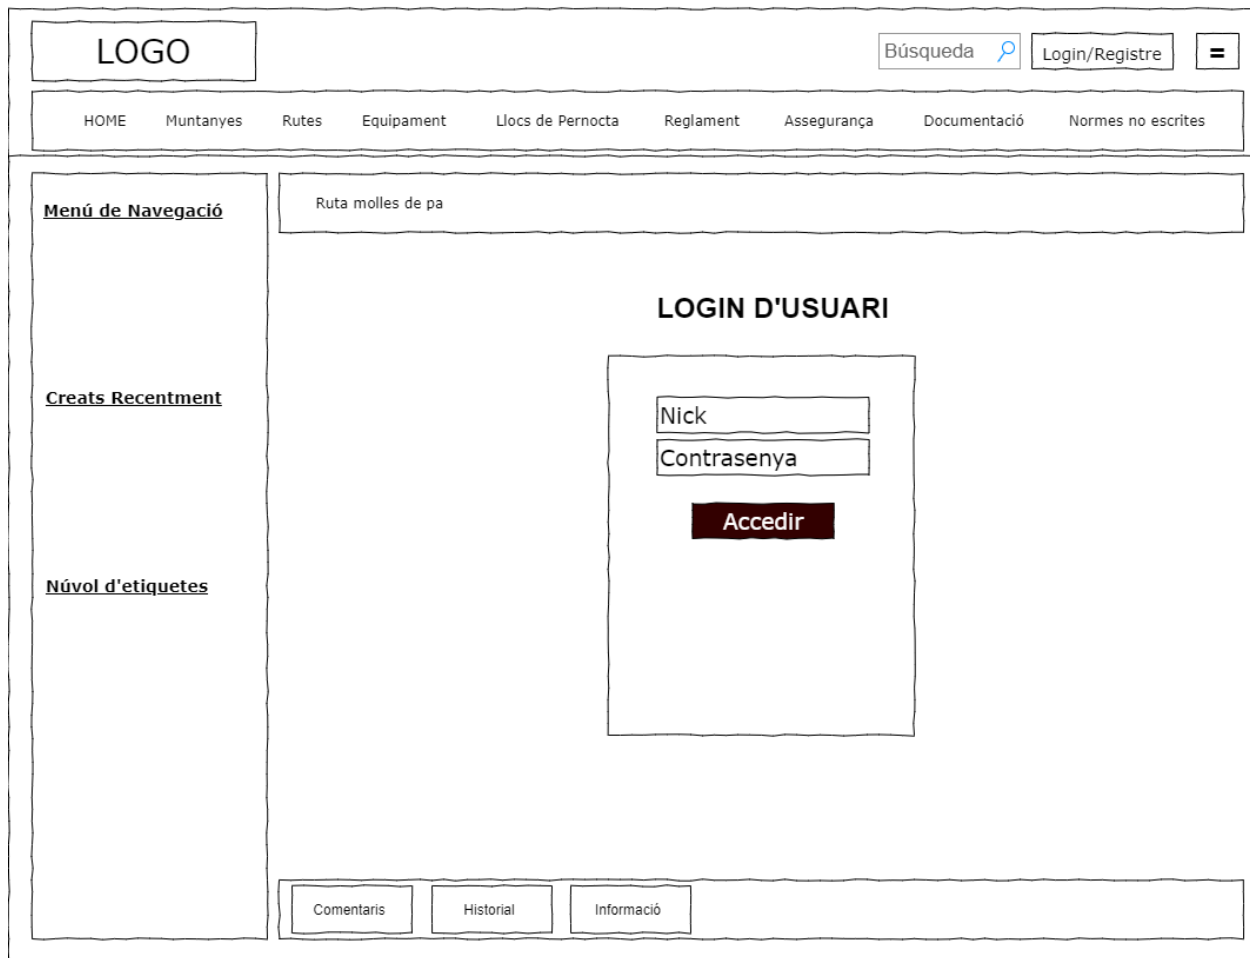 LOGO
Búsqueda
Login/Registre
=
HOME Muntanyes Rutes Equipament Llocs de Pernocta Reglament Assegurança Documentació Normes no escrites
Menú de Navegació
Ruta molles de pa
LOGIN D'USUARI
Creats Recentment
Nick
Contrasenya
Accedir
Núvol d'etiquetes
Comentaris Historial Informació